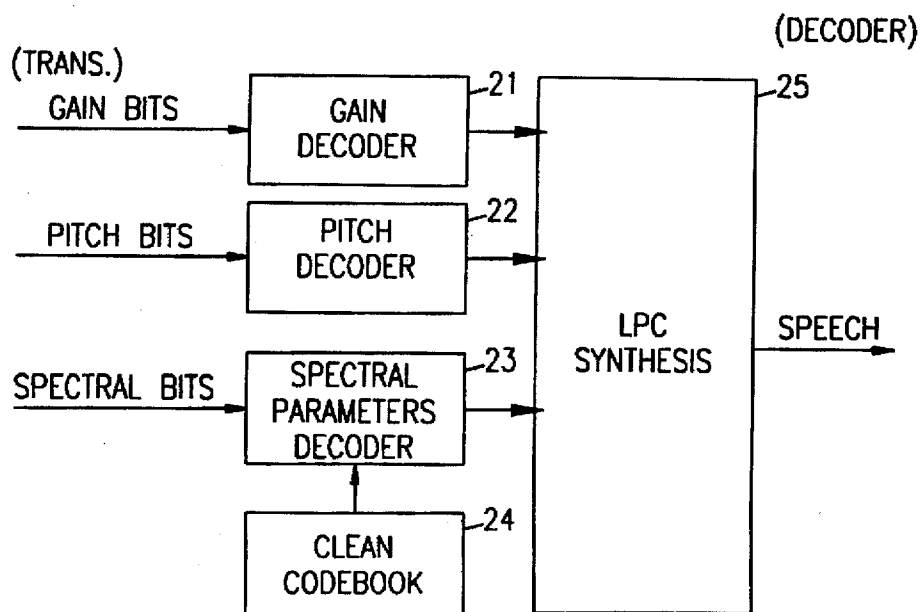 (DECODER)
(TRANS.)
GAIN BITS
GAIN
DECODER
21
25
PITCH BITS
PITCH
DECODER
22
LPC
SYNTHESIS
SPEECH
SPECTRAL BITS
SPECTRAL
PARAMETERS
DECODER
23
CLEAN
CODEBOOK
24